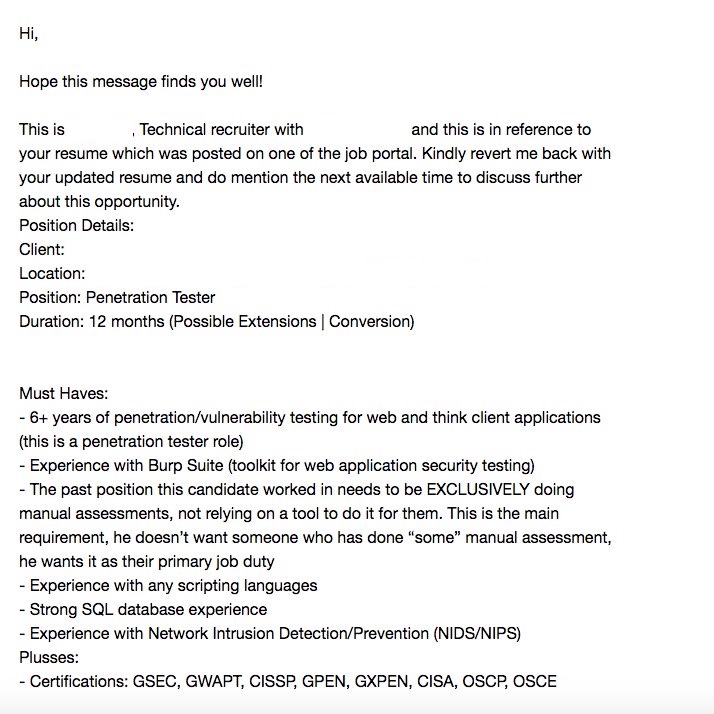 Hi,
Hope this message finds you well!
This is , Technical recruiter with and this is in reference to
your resume which was posted on one of the job portal. Kindly revert me back with
your updated resume and do mention the next available time to discuss further
about this opportunity.
Position Details:
Client:
Location:
Position: Penetration Tester
Duration: 12 months (Possible Extensions | Conversion)
Must Haves:
- 6+ years of penetration/vulnerability testing for web and think client applications
(this is a penetration tester role)
- Experience with Burp Suite (toolkit for web application security testing)
- The past position this candidate worked in needs to be EXCLUSIVELY doing
manual assessments, not relying on a tool to do it for them. This is the main
requirement, he doesn’t want someone who has done “some” manual assessment,
he wants it as their primary job duty
- Experience with any scripting languages
- Strong SQL database experience
- Experience with Network Intrusion Detection/Prevention (NIDS/NIPS)
Plusses:
- Certifications: GSEC, GWAPT, CISSP, GPEN, GXPEN, CISA, OSCP, OSCE